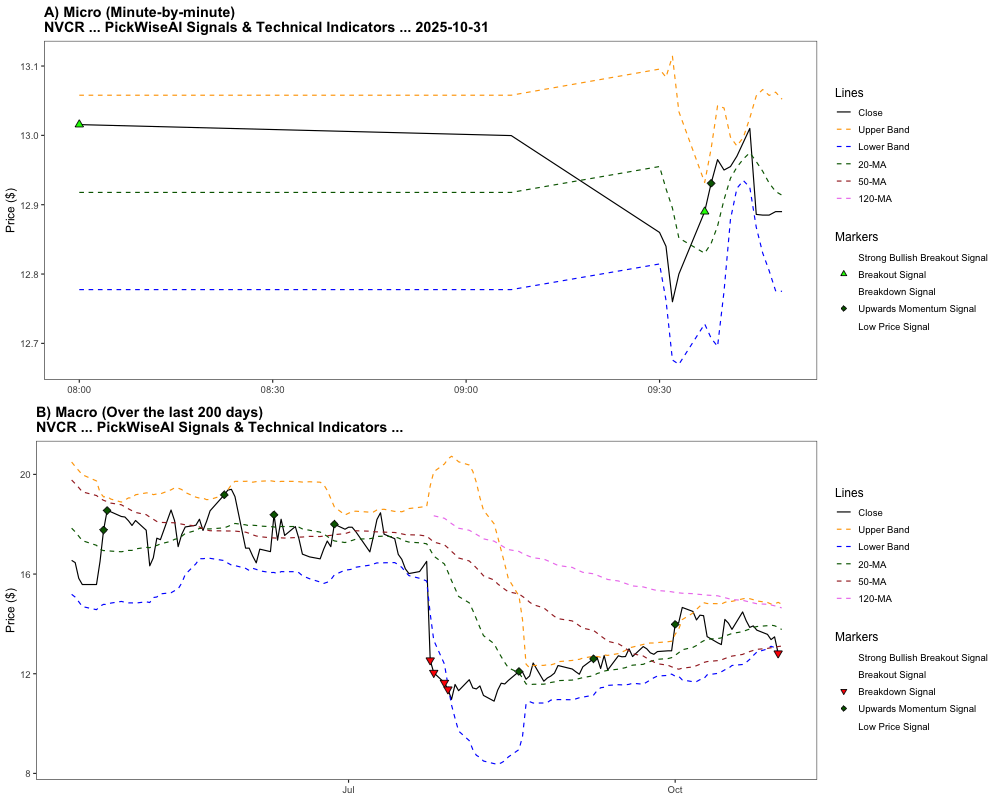 A) Micro (Minute-by-minute)
NVCR ... PickWiseAI Signals & Technical Indicators ... 2025-10-31
Price ($)
13.1
13.0
12.9
12.8
12.7
08:00
08:30
09:00
09:30
Lines
Close
Upper Band
Lower Band
20-MA
50-MA
120-MA
Markers
Strong Bullish Breakout Signal
Breakout Signal
Breakdown Signal
Upwards Momentum Signal
Low Price Signal
B) Macro (Over the last 200 days)
NVCR ... PickWiseAI Signals & Technical Indicators ...
Price ($)
20
16
12
8
Jul
Oct
Lines
Close
Upper Band
Lower Band
20-MA
50-MA
120-MA
Markers
Strong Bullish Breakout Signal
Breakout Signal
Breakdown Signal
Upwards Momentum Signal
Low Price Signal